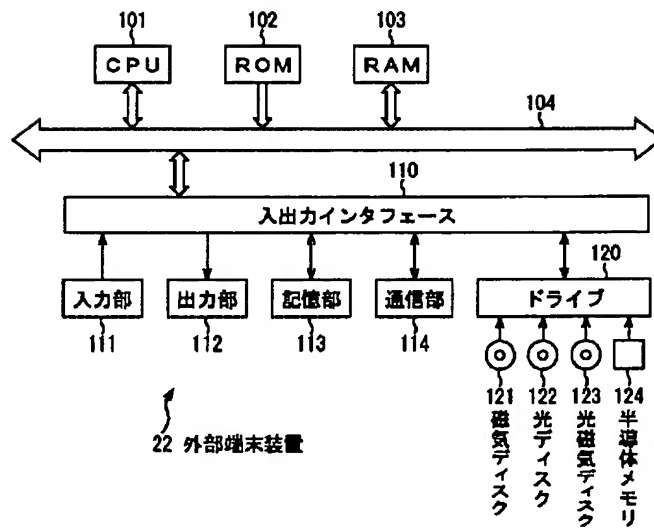 101
102
103
CPU
ROM
RAM
104
110
入出力インタフェース
120
入力部
出力部
記憶部
通信部
ドライブ
111
112
113
114
121
122
123
124
磁気ディスク
光ディスク
光磁気ディスク
半導体メモリ
22 外部端末装置